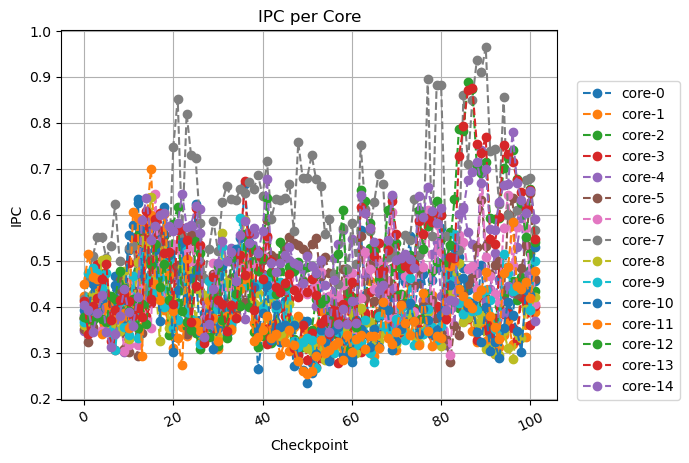 IPC per Core
1.0
0.9
0.8
0.7
0.6
0.5
0.4
0.3
0.2
IPC
0
20
40
60
80
100
Checkpoint
core-0
core-1
core-2
core-3
core-4
core-5
core-6
core-7
core-8
core-9
core-10
core-11
core-12
core-13
core-14